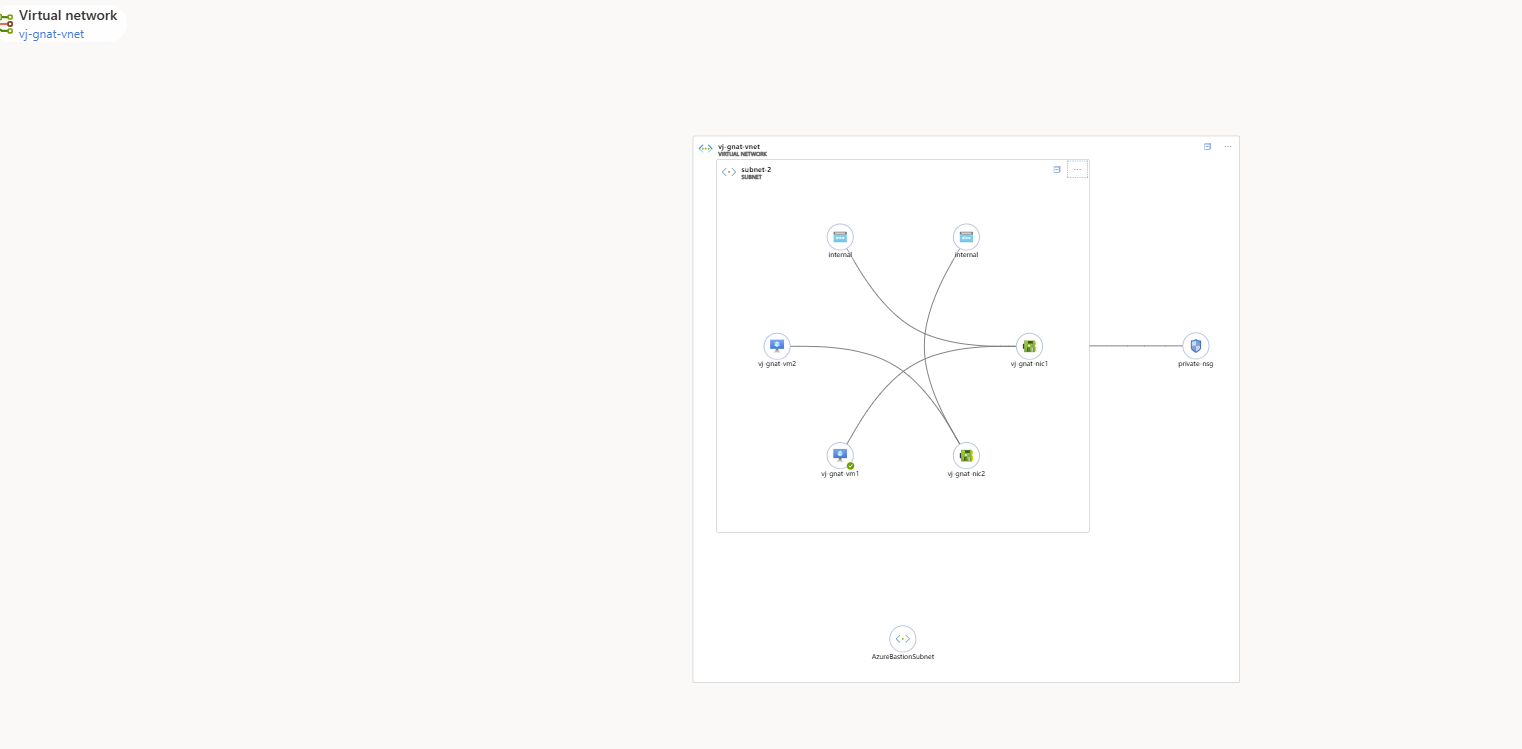 Virtual network
vj-gnat-vnet
vj-gnat-vnet
VIRTUAL NETWORK
...
subnet-2
SUBNET
...
internal
internal
vj-gnat-vm2
vj-gnat-nic1
private-nsg
vj-gnat-vm1
vj-gnat-nic2
AzureBastionSubnet